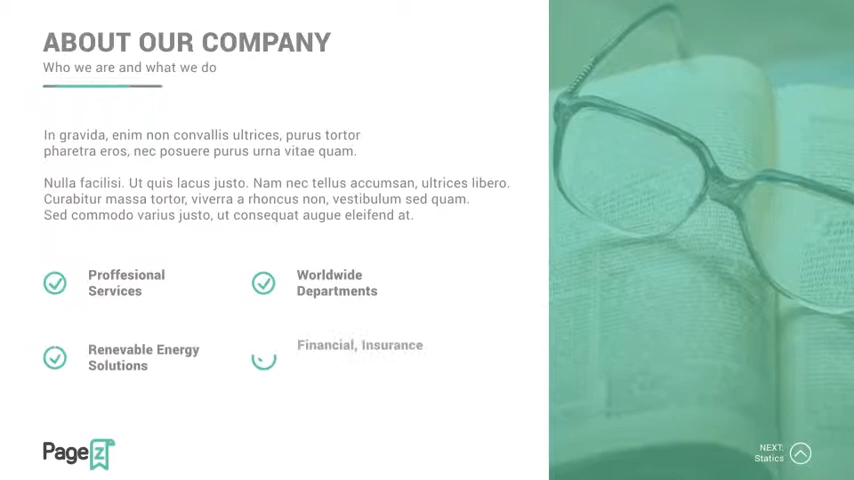 ABOUT OUR COMPANY
Who we are and what we do
In gravida, enim non convallis ultrices, purus tortor
pharetra eros, nec posuere purus urna vitae quam.
Nulla facilisi. Ut quis lacus justo. Nam nec tellus accumsan, ultrices libero.
Curabitur massa tortor, viverra a rhoncus non, vestibulum sed quam.
Sed commodo varius justo, ut consequat augue eleifend at.
Proffesional
Services
Worldwide
Departments
Revevable Energy
Solutions
Financial, Insurance
PageZ
NEXT:
Statics